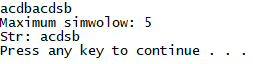 acdbacdsb
Maximum simwolow: 5
Str: acdsb
Press any key to continue . . .